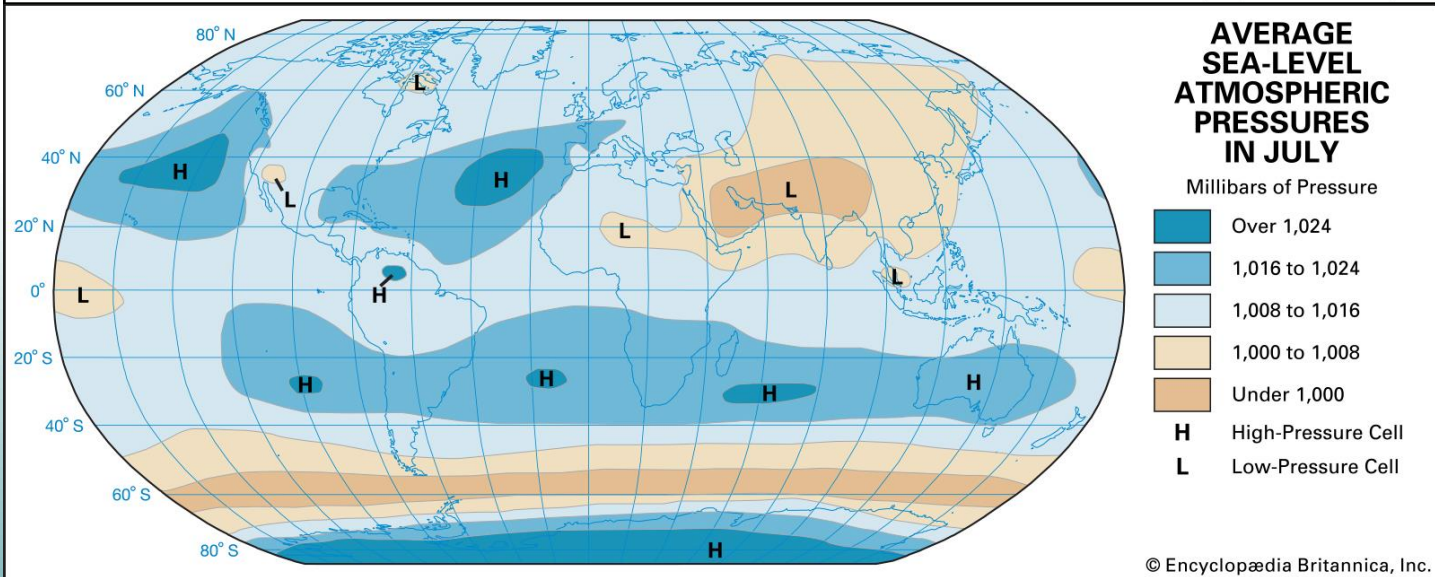 80° N
60° N
40° N
20° N
0°
20° S
40° S
60° S
80° S
L
H
H
L
L
L
L
H
L
L
H
H
H
H
H
AVERAGE
SEA-LEVEL
ATMOSPHERIC
PRESSURES
IN JULY
Millibars of Pressure
Over 1,024
1,016 to 1,024
1,008 to 1,016
1,000 to 1,008
Under 1,000
H High-Pressure Cell
L Low-Pressure Cell
© Encyclopædia Britannica, Inc.